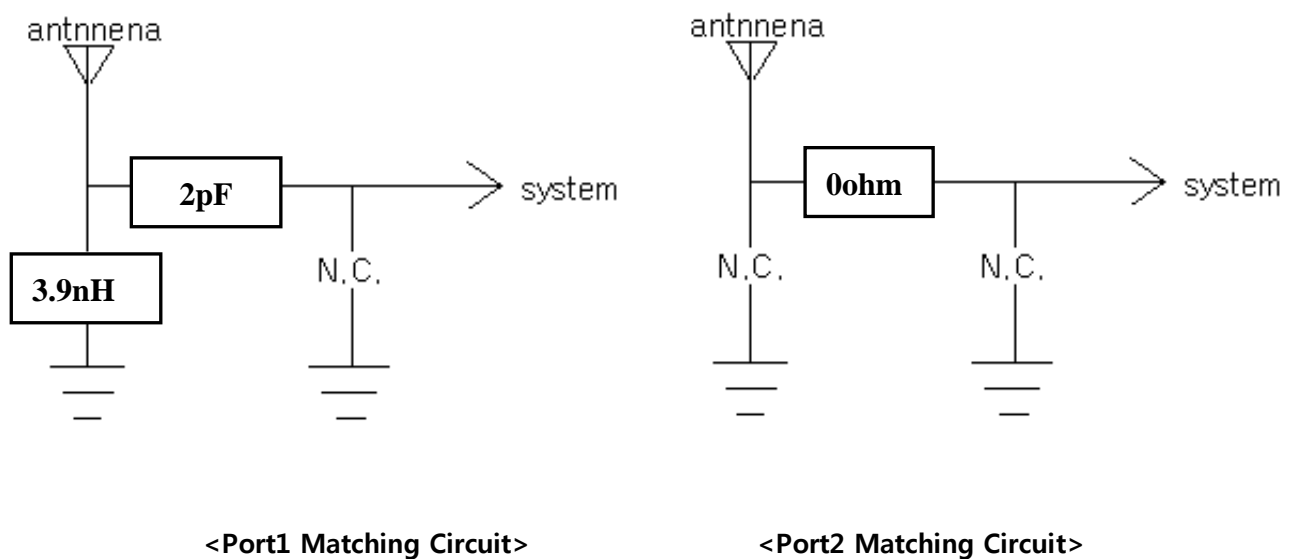 antnnena
2pF
system
3.9nH
N.C.
<Port1 Matching Circuit>
antnnena
0ohm
system
N.C.
N.C.
<Port2 Matching Circuit>